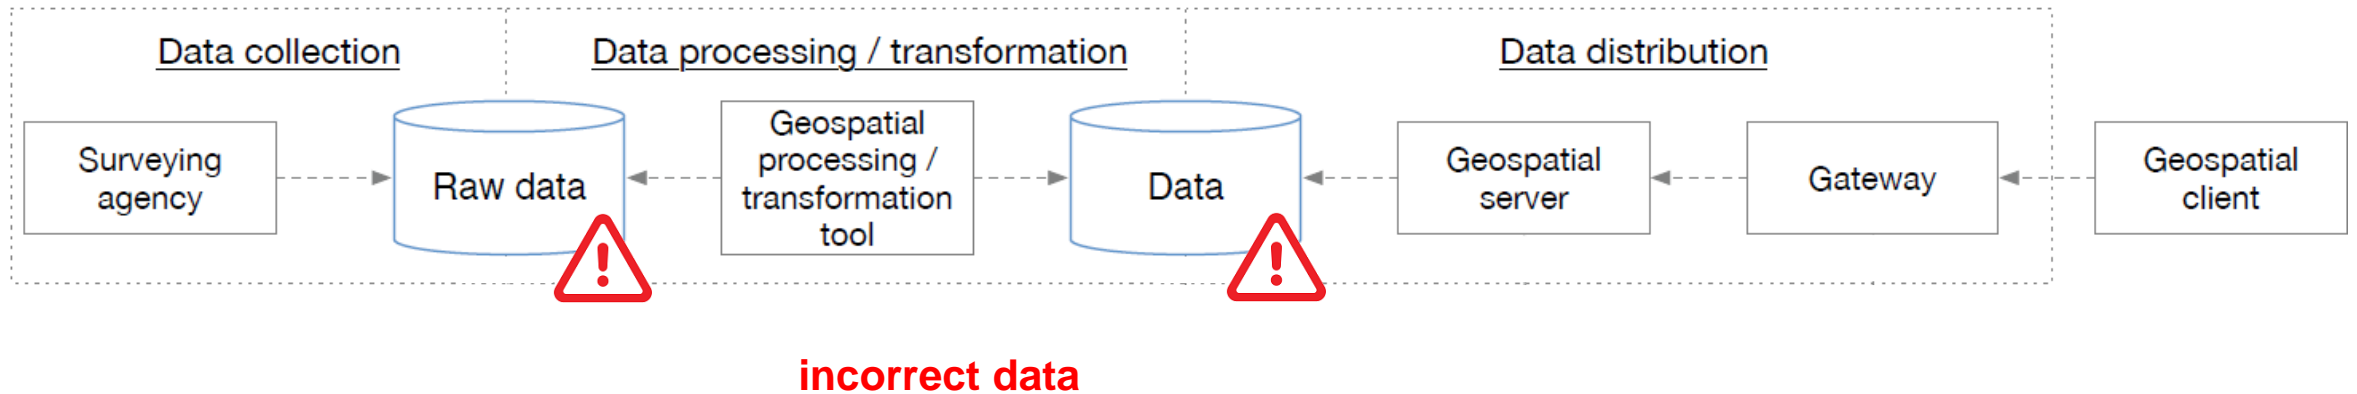 Data collection
Data processing / transformation
Data distribution
Surveying
agency
Raw data
Geospatial
processing /
transformation
tool
Data
Geospatial
server
Gateway
Geospatial
client
incorrect data